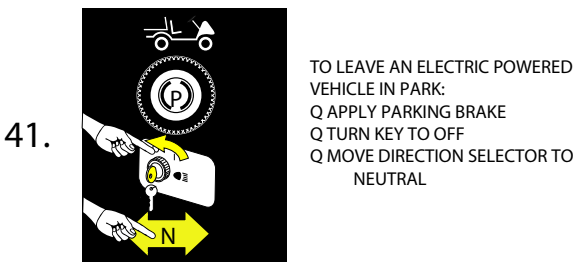 41.
P
N
TO LEAVE AN ELECTRIC POWERED
VEHICLE IN PARK:
Q APPLY PARKING BRAKE
Q TURN KEY TO OFF
Q MOVE DIRECTION SELECTOR TO
NEUTRAL